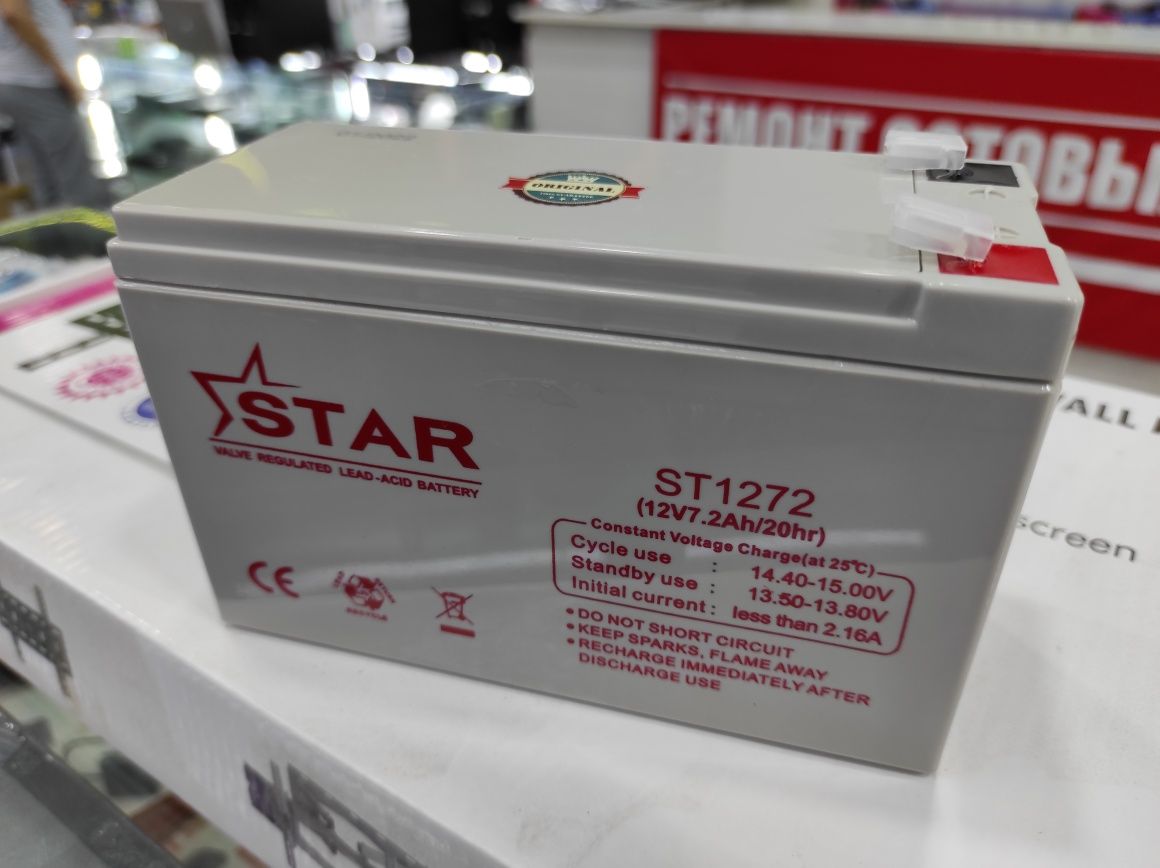 РЕМОНТ СОТОВЫ
ORIGINAL
STAR
VALVE REGULATED LEAD-ACID BATTERY
ST1272
(12V7.2Ah/20hr)
Constant Voltage Charge(at 25℃)
Cycle use : 14.40-15.00V
Standby use : 13.50-13.80V
Initial current : less than 2.16A
•DO NOT SHORT CIRCUIT
•KEEP SPARKS, FLAME AWAY
•RECHARGE IMMEDIATELY AFTER
DISCHARGE USE
CE
RECYCLE
screen